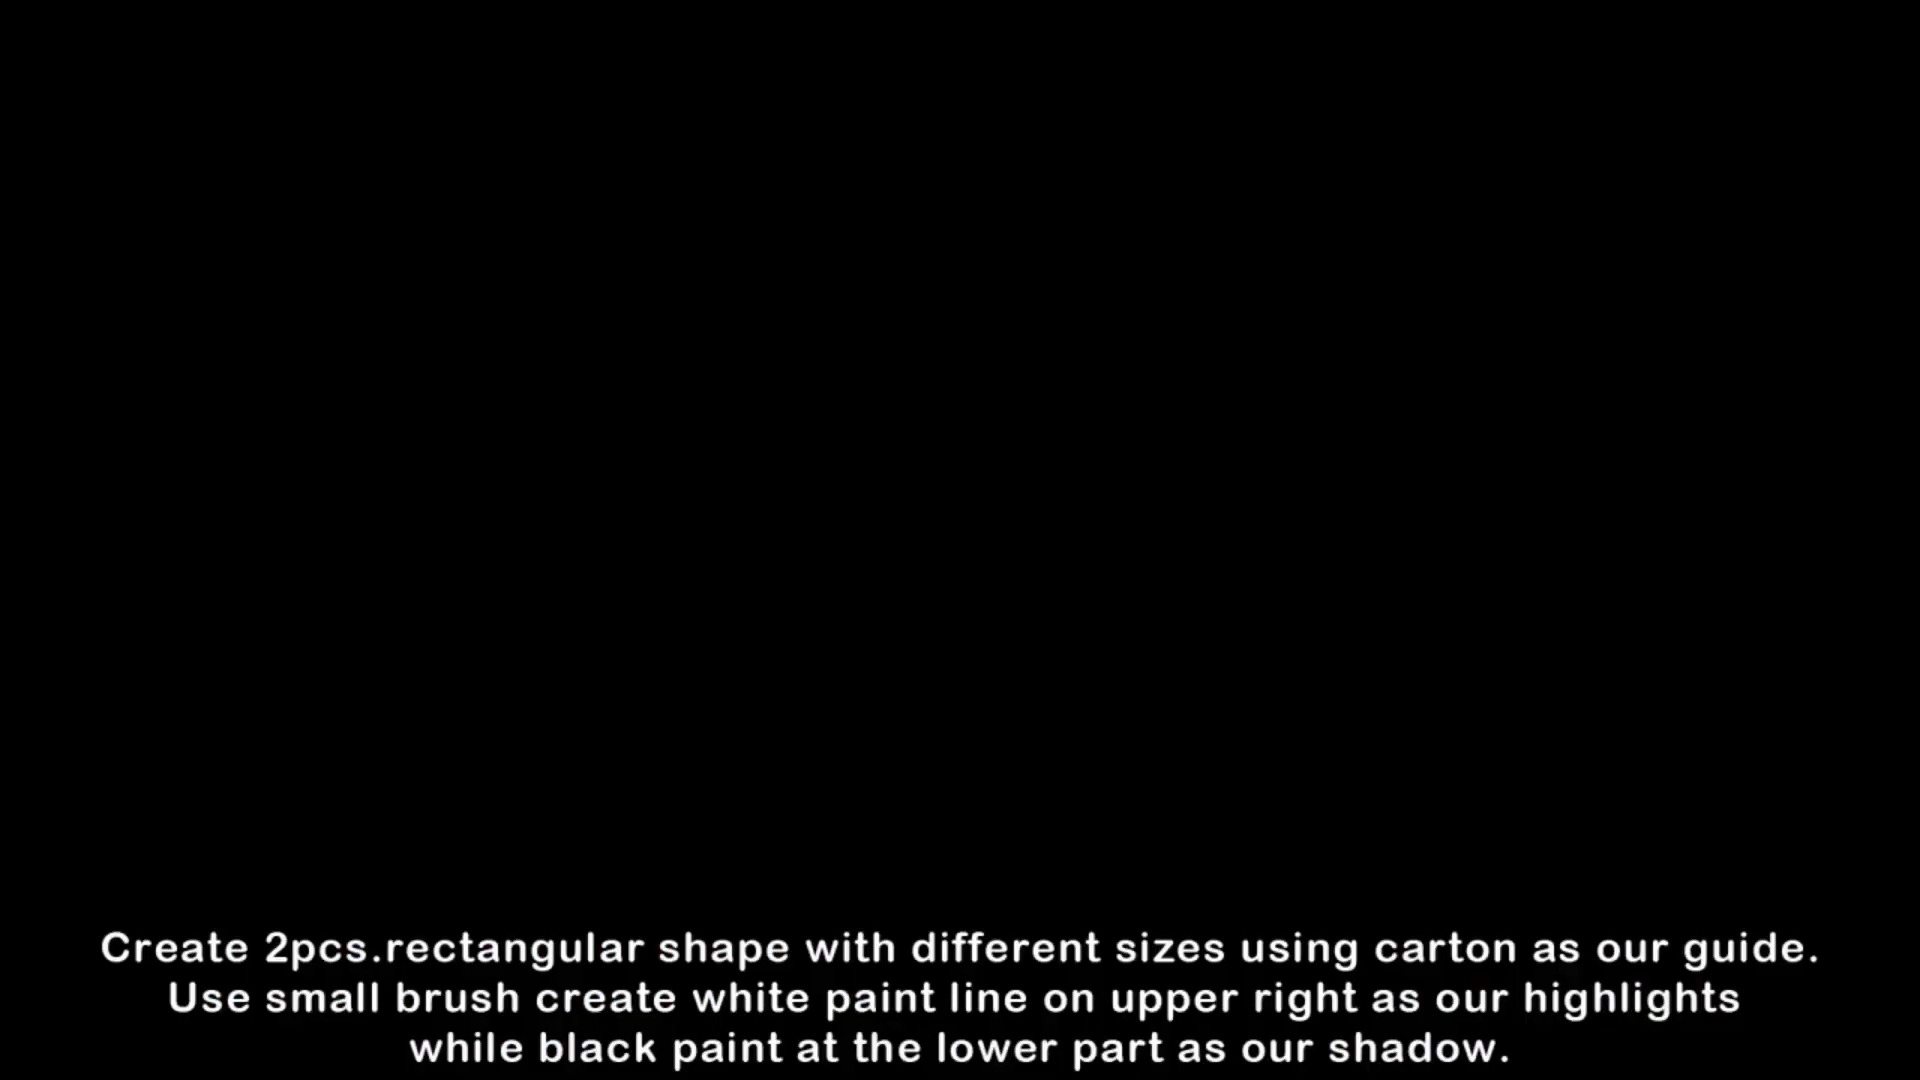 Create 2pcs.rectangular shape with different sizes using carton as our guide.
Use small brush create white paint line on upper right as our highlights
while black paint at the lower part as our shadow.